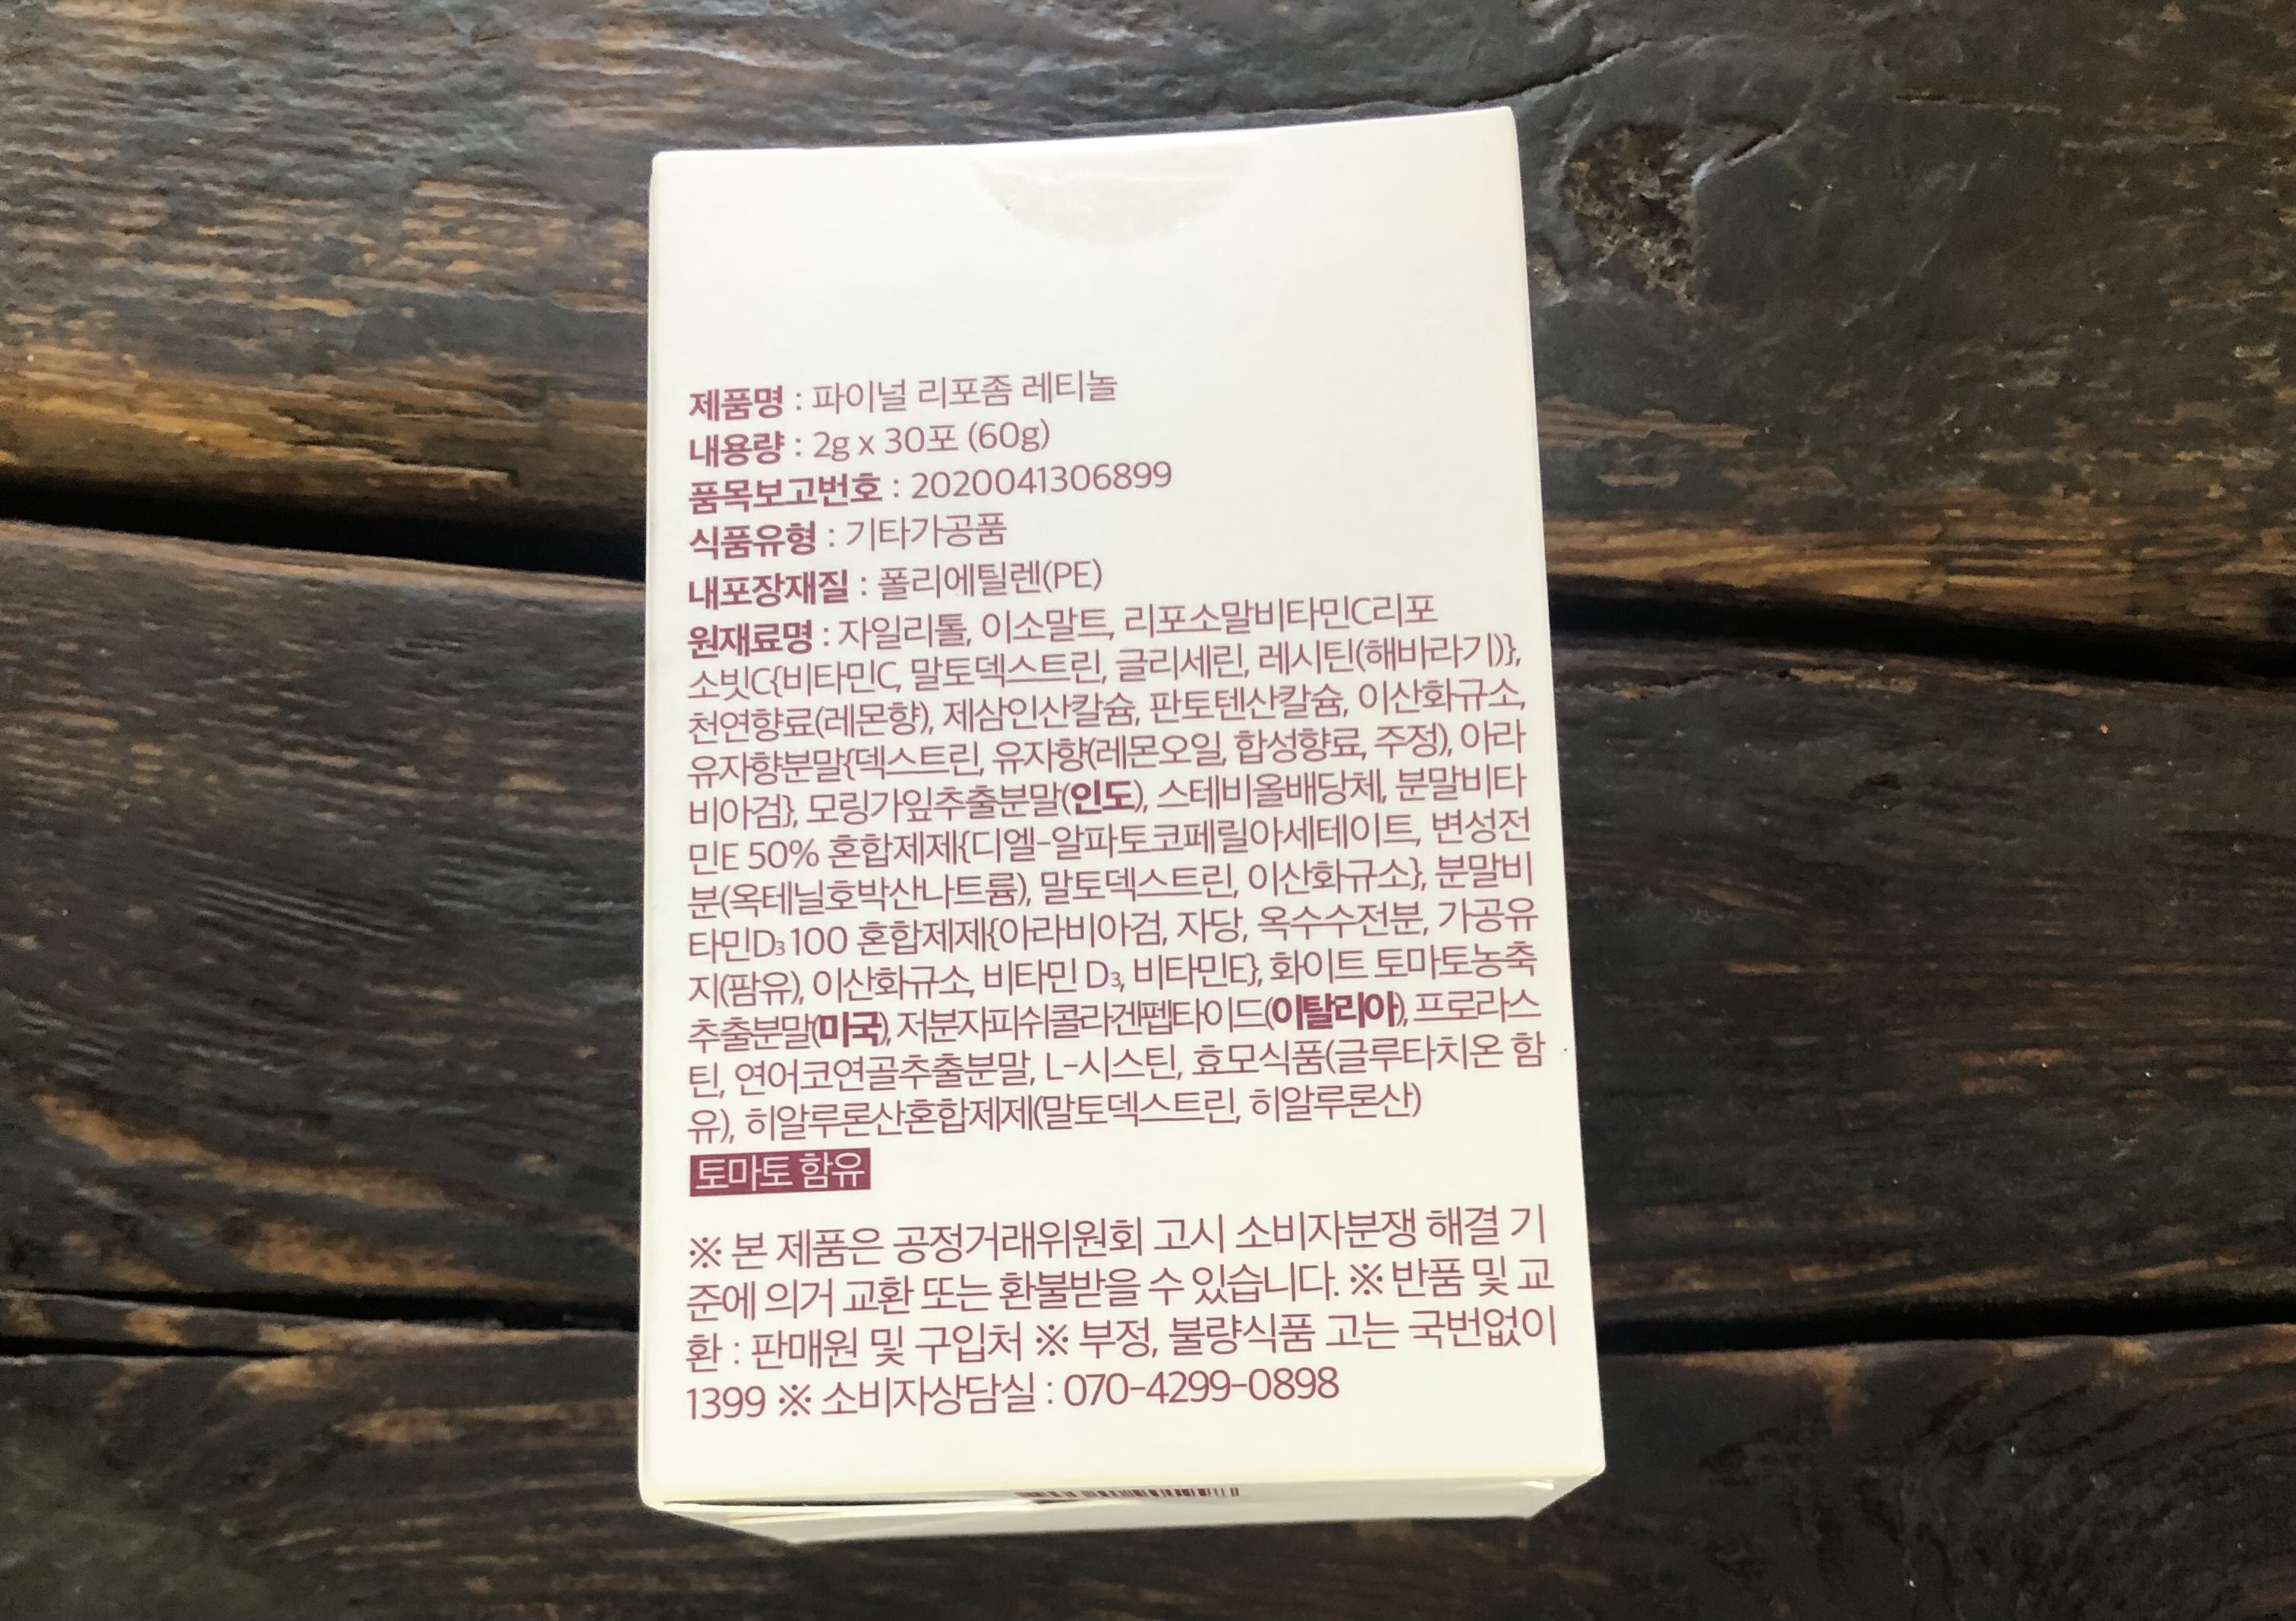 제품명 : 파이널 리포좀 레티놀
내용량 : 2g x 30포 (60g)
품목보고번호 : 2020041306899
식품유형 : 기타가공품
내포장재질 : 폴리에틸렌(PE)
원재료명 : 자일리톨, 이소말트, 리포소말비타민C리포
소빗C{비타민C, 말토덱스트린, 글리세린, 레시틴(해바라기)},
천연향료(레몬향), 제삼인산칼슘, 판토텐산칼슘, 이산화규소,
유자향분말{덱스트린, 유자향(레몬오일, 합성향료, 주정), 아라
비아검}, 모링가잎추출분말(인도), 스테비올배당체, 분말비타
민E 50% 혼합제제{디엘-알파토코페릴아세테이트, 변성전
분(옥테닐호박산나트륨), 말토덱스트린, 이산화규소}, 분말비
타민D₃ 100 혼합제제{아라비아검, 자당, 옥수수전분, 가공유
지(팜유), 이산화규소, 비타민 D₃, 비타민E}, 화이트 토마토농축
추출분말(미국), 저분자피쉬콜라겐펩타이드(이탈리아), 프로라스
틴, 연어코연골추출분말, L-시스틴, 효모식품(글루타치온 함
유), 히알루론산혼합제제(말토덱스트린, 히알루론산)
토마토 함유
※ 본 제품은 공정거래위원회 고시 소비자분쟁 해결 기
준에 의거 교환 또는 환불받을 수 있습니다. ※ 반품 및 교
환 : 판매원 및 구입처 ※ 부정, 불량식품 고는 국번없이
1399 ※ 소비자상담실 : 070-4299-0898